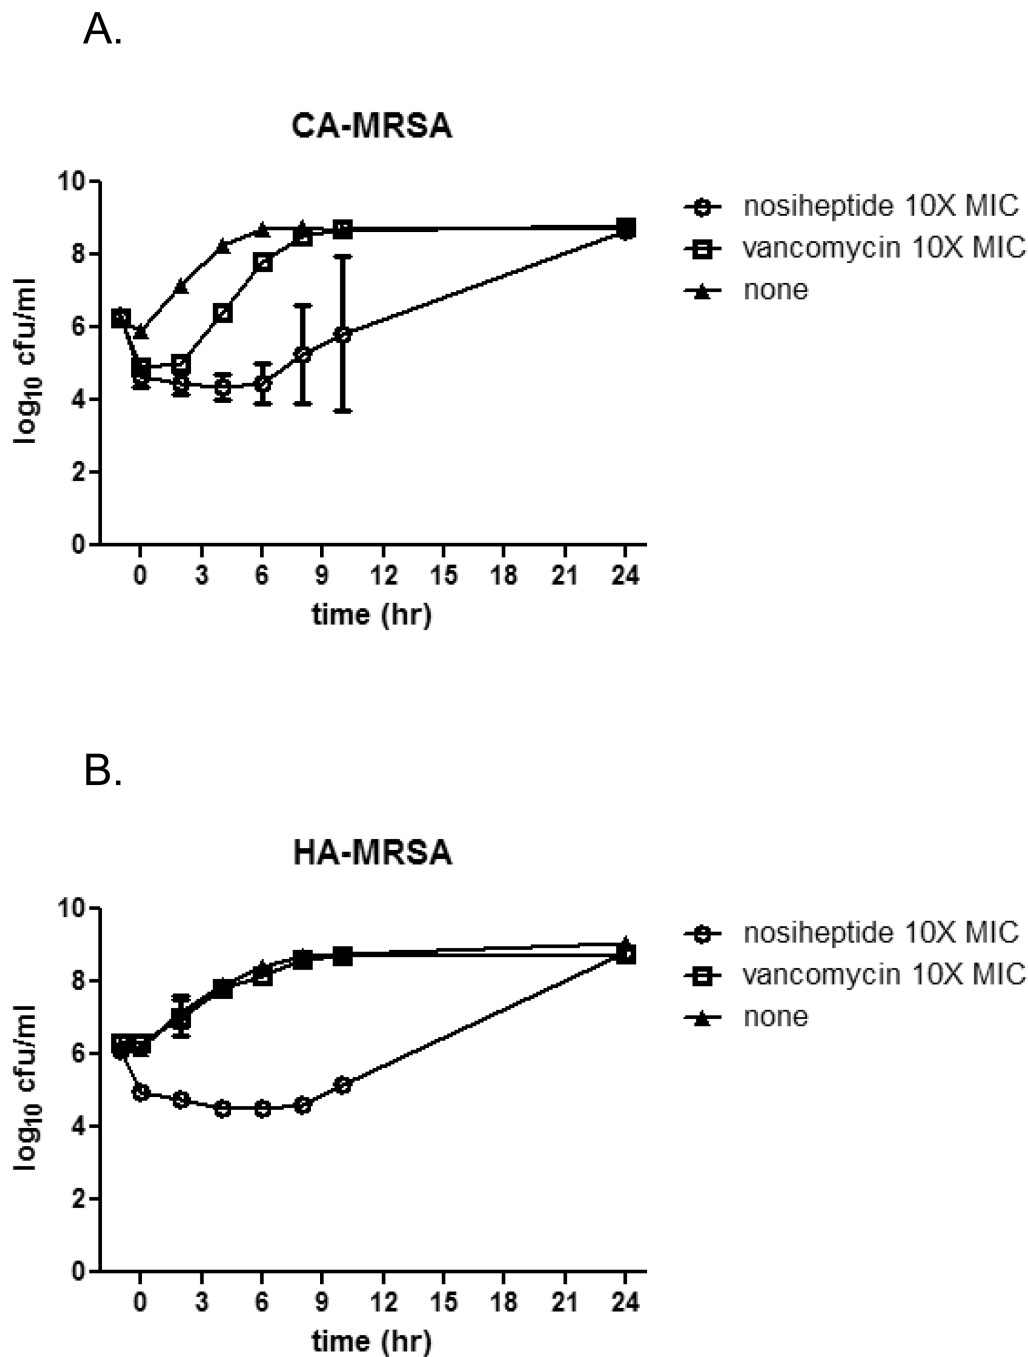 A.
CA-MRSA
10
8
6
4
2
0
log10 cfu/ml
0 3 6 9 12 15 18 21 24
time (hr)
nosiheptide 10X MIC
vancomycin 10X MIC
none
B.
HA-MRSA
10
8
6
4
2
0
log10 cfu/ml
0 3 6 9 12 15 18 21 24
time (hr)
nosiheptide 10X MIC
vancomycin 10X MIC
none